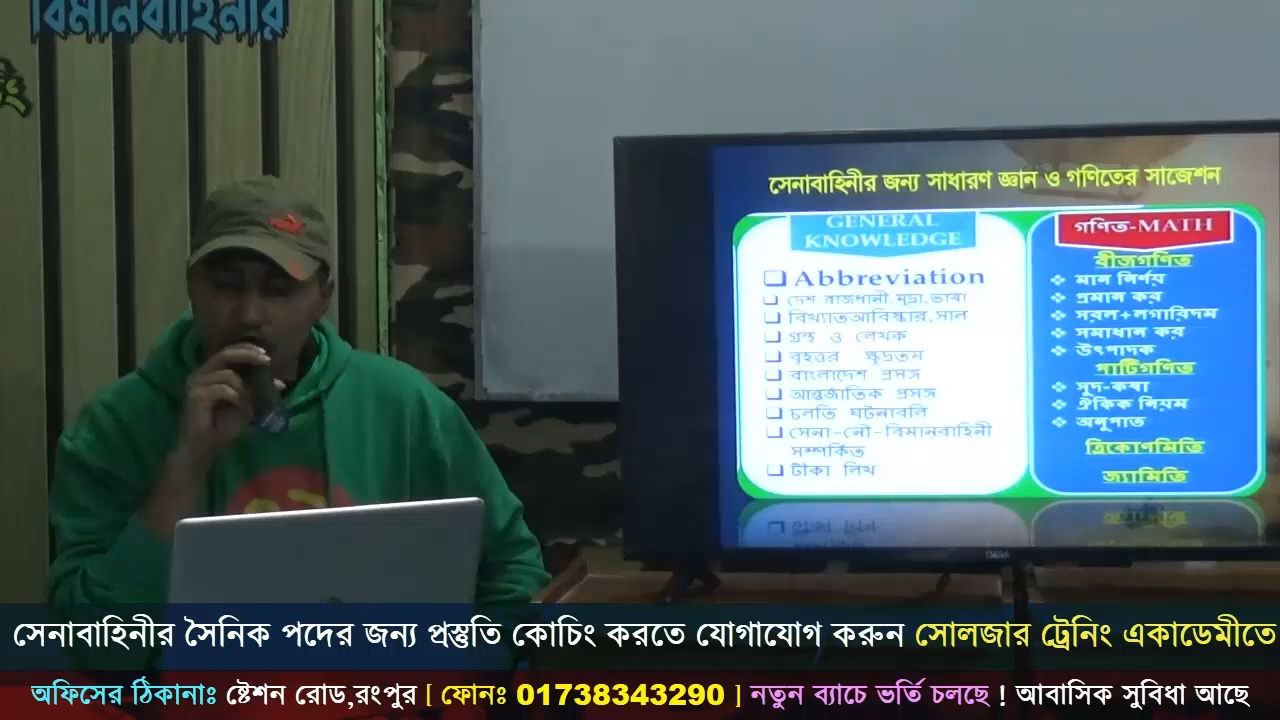 বিমানবাহিনীর
সেনাবাহিনীর জন্য সাধারণ জ্ঞান ও গণিতের সাজেশন
GENERAL
KNOWLEDGE
Abbreviation
দেশ রাজধানী,মুদ্রা,ভাষা
বিখ্যাতআবিষ্কার,সাল
গ্রন্থ ও লেখক
বৃহত্তর ক্ষুদ্রতম
বাংলাদেশ প্রসঙ্গ
আন্তর্জাতিক প্রসঙ্গ
চলতি ঘটনাবলি
সেনা-নৌ-বিমানবাহিনী
সম্পর্কিত
টীকা লিখ
গণিত-MATH
বীজগণিত
মান নির্ণয়
প্রমান কর
সরল+লগারিদম
সমাধান কর
উৎপাদক
পাটিগণিত
সুদ-কষা
ঐকিক নিয়ম
অনুপাত
ত্রিকোণমিতি
জ্যামিতি
সেনাবাহিনীর সৈনিক পদের জন্য প্রস্তুতি কোচিং করতে যোগাযোগ করুন সোলজার ট্রেনিং একাডেমীতে
অফিসের ঠিকানাঃ ষ্টেশন রোড,রংপুর [ ফোনঃ 01738343290 ] নতুন ব্যাচে ভর্তি চলছে ! আবাসিক সুবিধা আছে